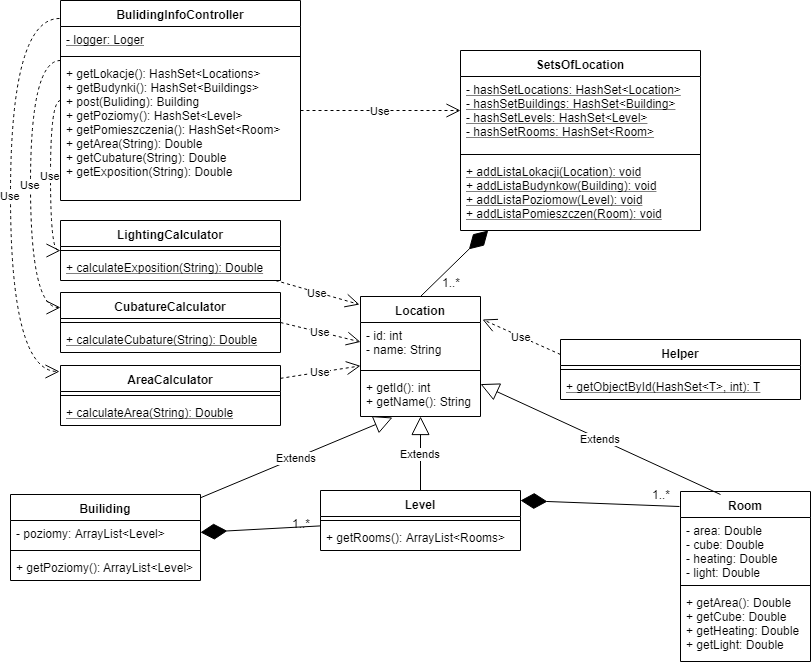 BulidingInfoController
- logger: Loger
+ getLokacje(): HashSet<Locations>
+ getBudynki(): HashSet<Buildings>
+ post(Buliding): Building
+ getPoziomy(): HashSet<Level>
+ getPomieszczenia(): HashSet<Room>
+ getArea(String): Double
+ getCubature(String): Double
+ getExposition(String): Double
Use
SetsOfLocation
- hashSetLocations: HashSet<Location>
- hashSetBuildings: HashSet<Building>
- hashSetLevels: HashSet<Level>
- hashSetRooms: HashSet<Room>
+ addListaLokacji(Location): void
+ addListaBudynkow(Building): void
+ addListaPoziomow(Level): void
+ addListaPomieszczen(Room): void
Use
Use
Use
LightingCalculator
+ calculateExposition(String): Double
Use
CubatureCalculator
+ calculateCubature(String): Double
Use
AreaCalculator
+ calculateArea(String): Double
Use
1..*
Location
- id: int
- name: String
+ getId(): int
+ getName(): String
Use
Helper
+ getObjectById(HashSet<T>, int): T
Extends
Extends
Extends
Builiding
- poziomy: ArrayList<Level>
+ getPoziomy(): ArrayList<Level>
1..*
Level
+ getRooms(): ArrayList<Rooms>
1..*
Room
- area: Double
- cube: Double
- heating: Double
- light: Double
+ getArea(): Double
+ getCube: Double
+ getHeating: Double
+ getLight: Double